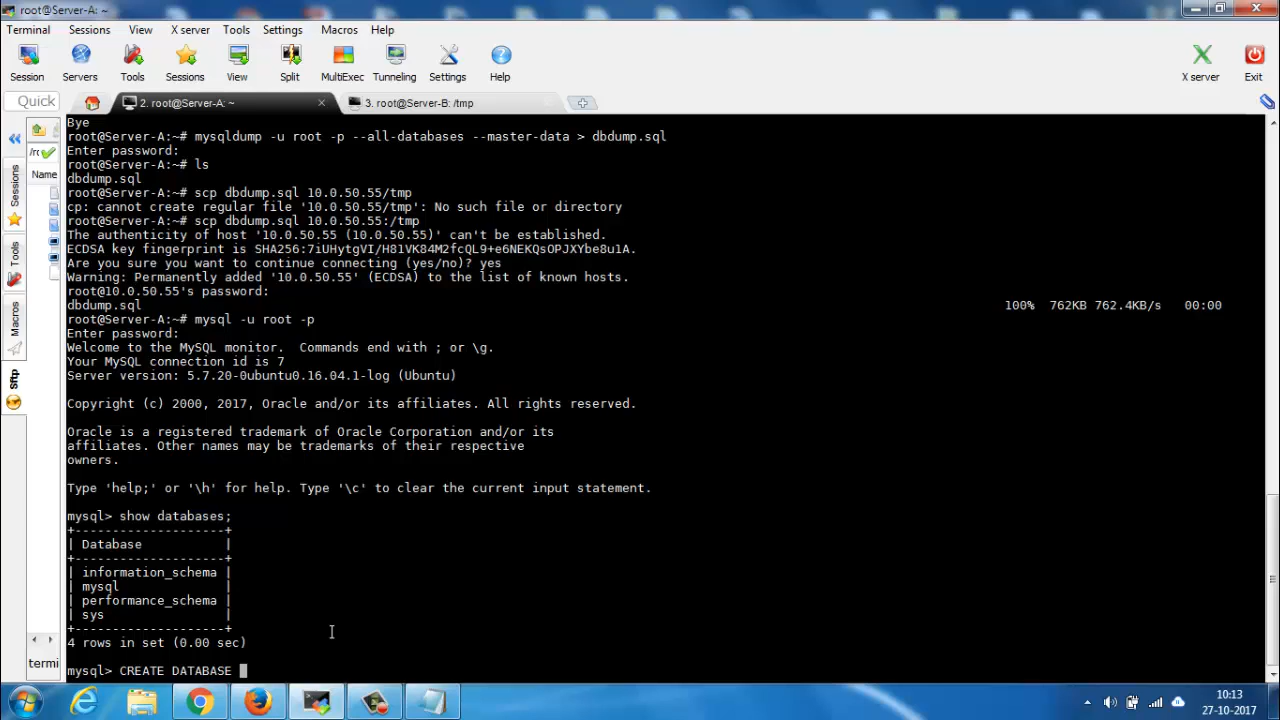 root@Server-A: ~
Terminal Sessions View X server Tools Settings Macros Help
Session Servers Tools Sessions View Split MultiExec Tunneling Settings Help X server Exit
Quick
2. root@Server-A: ~
3. root@Server-B: /tmp
Bye
root@Server-A:~# mysqldump -u root -p --all-databases --master-data > dbdump.sql
Enter password:
root@Server-A:~# ls
dbdump.sql
root@Server-A:~# scp dbdump.sql 10.0.50.55/tmp
cp: cannot create regular file '10.0.50.55/tmp': No such file or directory
root@Server-A:~# scp dbdump.sql 10.0.50.55:/tmp
The authenticity of host '10.0.50.55 (10.0.50.55)' can't be established.
ECDSA key fingerprint is SHA256:7iUHytgVI/H81VK84M2fcQL9+e6NEKQsOPJXYbe8u1A.
Are you sure you want to continue connecting (yes/no)? yes
Warning: Permanently added '10.0.50.55' (ECDSA) to the list of known hosts.
root@10.0.50.55's password:
dbdump.sql 100% 762KB 762.4KB/s 00:00
root@Server-A:~# mysql -u root -p
Enter password:
Welcome to the MySQL monitor.  Commands end with ; or \g.
Your MySQL connection id is 7
Server version: 5.7.20-0ubuntu0.16.04.1-log (Ubuntu)
Copyright (c) 2000, 2017, Oracle and/or its affiliates. All rights reserved.
Oracle is a registered trademark of Oracle Corporation and/or its
affiliates. Other names may be trademarks of their respective
owners.
Type 'help;' or '\h' for help. Type '\c' to clear the current input statement.
mysql> show databases;
+--------------------+
| Database           |
+--------------------+
| information_schema |
| mysql              |
| performance_schema |
| sys                |
+--------------------+
4 rows in set (0.00 sec)
mysql> CREATE DATABASE
/r
Name
Sessions
Tools
Macros
Sftp
termi
10:13
27-10-2017